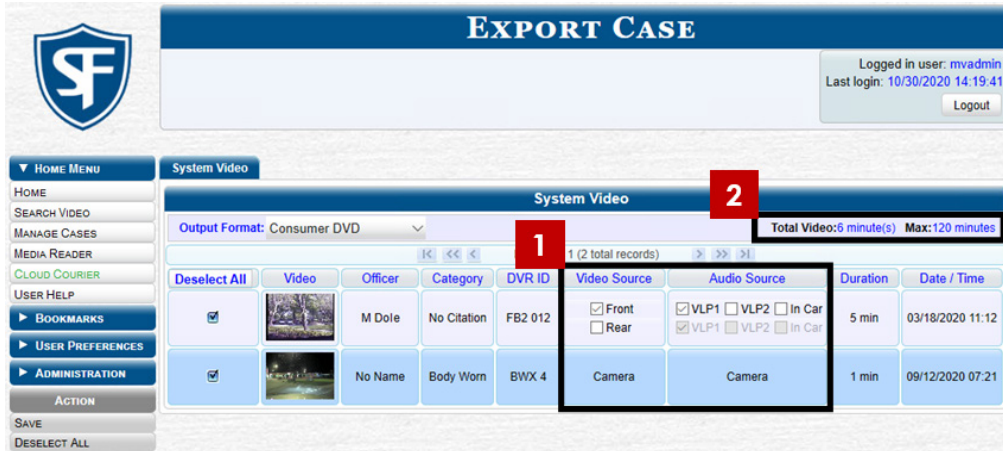 EXPORT CASE
SF
Logged in user: mvadmin
Last login: 10/30/2020 14:19:41
Logout
▼ HOME MENU
HOME
SEARCH VIDEO
MANAGE CASES
MEDIA READER
CLOUD COURIER
USER HELP
► BOOKMARKS
► USER PREFERENCES
► ADMINISTRATION
ACTION
SAVE
DESELECT ALL
System Video
System Video
2
Output Format: Consumer DVD
Total Video:6 minute(s) Max:120 minutes
1
1 (2 total records)
Deselect All Video Officer Category DVR ID Video Source Audio Source Duration Date / Time
M Dole No Citation FB2 012 Front VLP1 VLP2 In Car 5 min 03/18/2020 11:12
Rear VLP1 VLP2 In Car
No Name Body Worn BWX 4 Camera Camera 1 min 09/12/2020 07:21